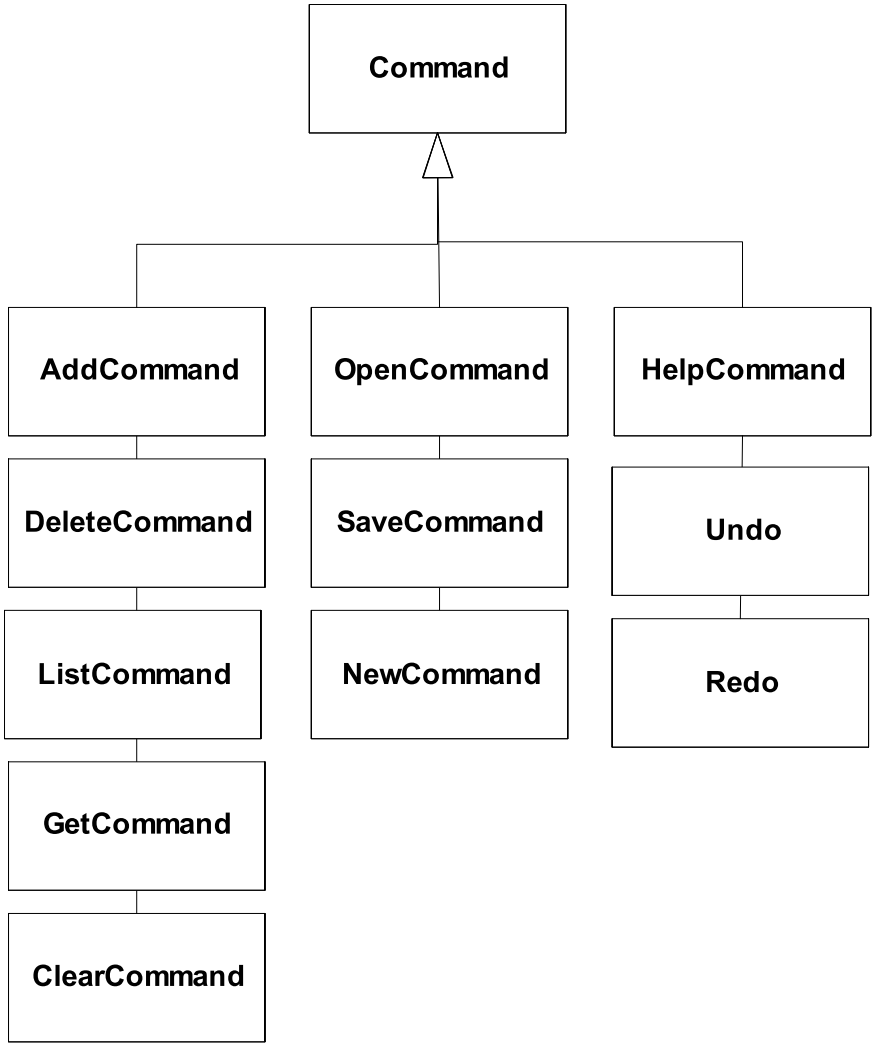 Command
AddCommand
OpenCommand
HelpCommand
DeleteCommand
SaveCommand
Undo
ListCommand
NewCommand
Redo
GetCommand
ClearCommand